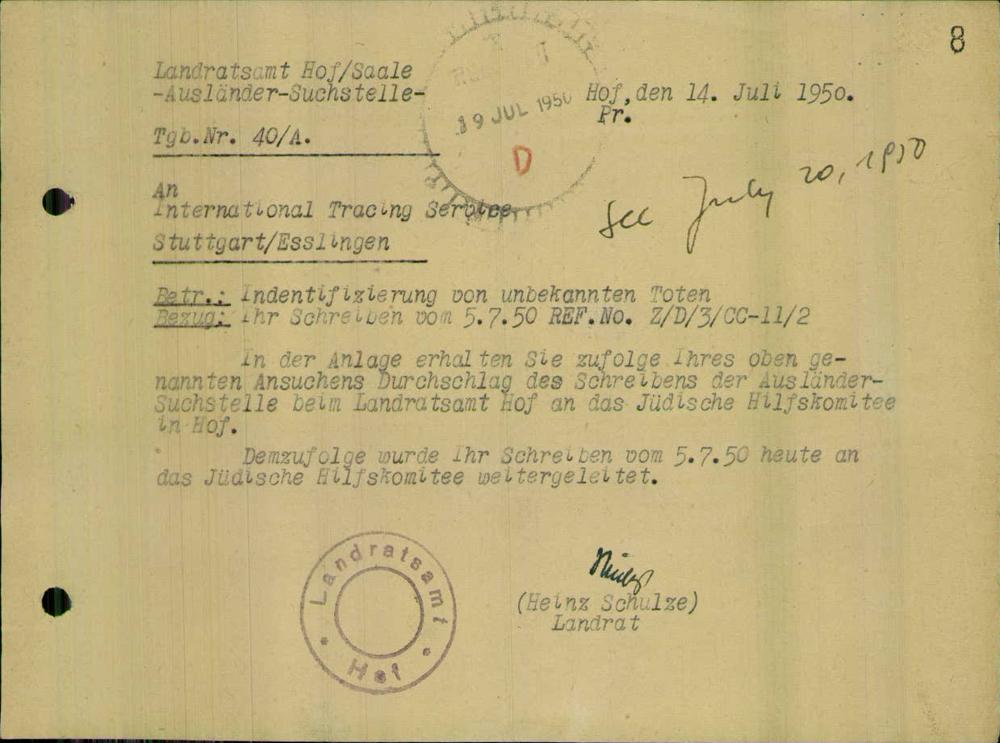 8
Landratsamt Hof/Saale
-Ausländer-Suchstelle-
19 JUL 1950
Hof, den 14. Juli 1950.
Pr.
Tgb.Nr. 40/A.
D
See July 20, 1950
An
International Tracing Service
Stuttgart/Esslingen
Betr.: Indentifizierung von unbekannten Toten
Bezug: Ihr Schreiben vom 5.7.50 REF.No. Z/D/3/CC-11/2
In der Anlage erhalten Sie zufolge Ihres oben ge-
nannten Ansuchens Durchschlag des Schreibens der Ausländer-
Suchstelle beim Landratsamt Hof an das Jüdische Hilfskomitee
in Hof.
Demzufolge wurde Ihr Schreiben vom 5.7.50 heute an
das Jüdische Hilfskomitee weitergeleitet.
Landratsamt
Hof
(Heinz Schulze)
Landrat